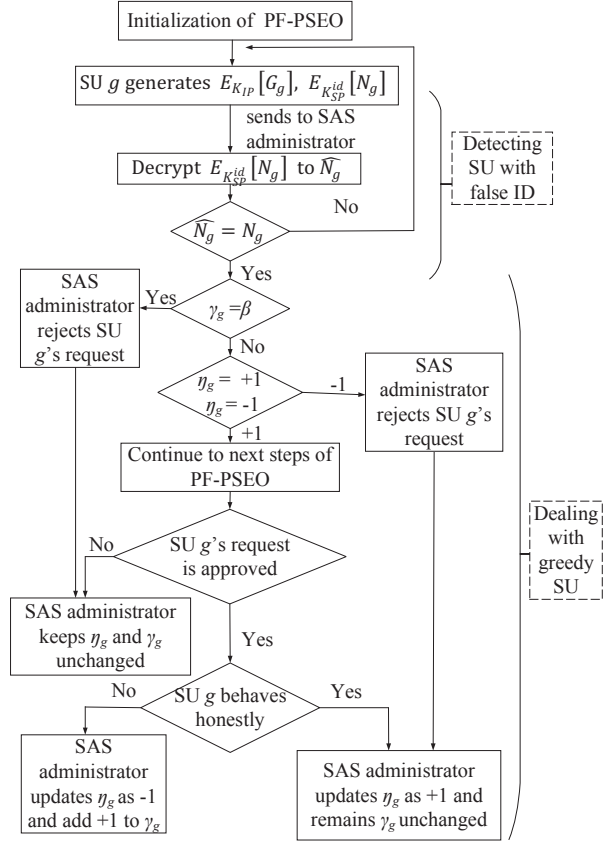 Initialization of PF-PSEO
SU g generates E_{K_{IP}}[G_g], E_{K_{SP}^{id}}[N_g]
sends to SAS
administrator
Decrypt E_{K_{SP}^{id}}[N_g] to \widehat{N_g}
Detecting
SU with
false ID
No
\widehat{N_g} = N_g
Yes
SAS
administrator
rejects SU
g's request
Yes
γ_g =β
No
η_g = +1
η_g = -1
-1
SAS
administrator
rejects SU g's
request
+1
Continue to next steps of
PF-PSEO
Dealing
with
greedy
SU
No
SU g's request
is approved
SAS administrator
keeps η_g and γ_g
unchanged
Yes
No
SU g behaves
honestly
Yes
SAS
administrator
updates η_g as -1
and add +1 to γ_g
SAS administrator
updates η_g as +1 and
remains γ_g unchanged